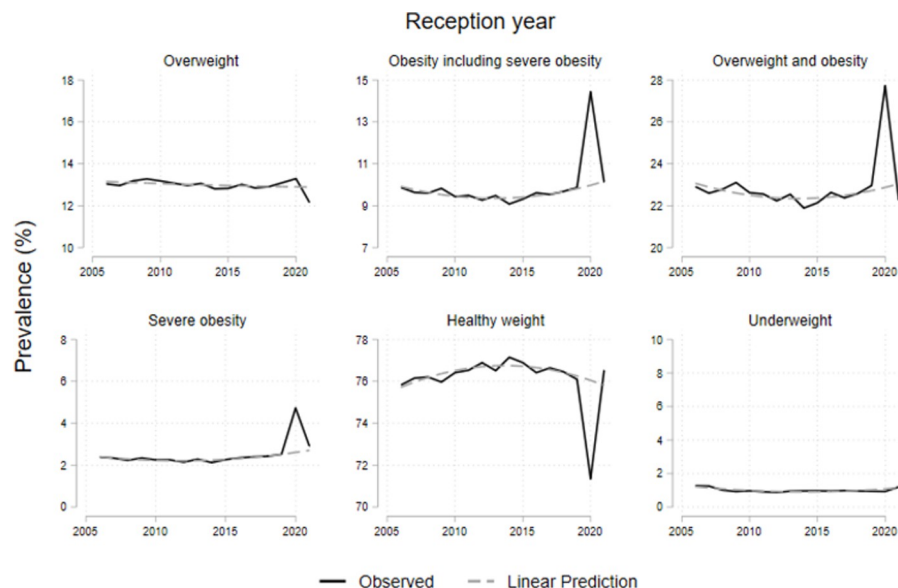 Reception year
Prevalence (%)
Overweight
18
16
14
12
10
2005 2010 2015 2020
Obesity including severe obesity
15
13
11
9
7
2005 2010 2015 2020
Overweight and obesity
28
26
24
22
20
2005 2010 2015 2020
Severe obesity
8
6
4
2
0
2005 2010 2015 2020
Healthy weight
78
76
74
72
70
2005 2010 2015 2020
Underweight
10
8
6
4
2
0
2005 2010 2015 2020
Observed Linear Prediction